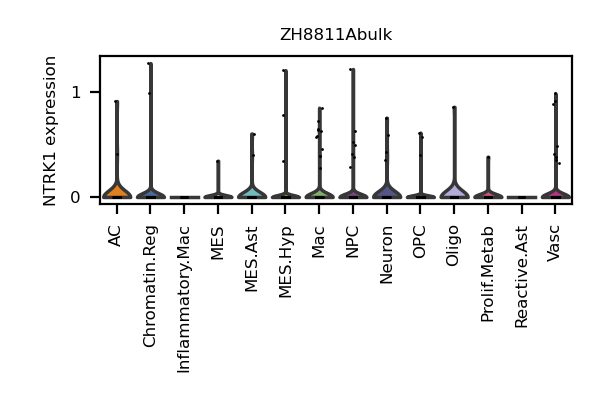 ZH8811Abulk
NTRK1 expression
1
0
AC
Chromatin.Reg
Inflammatory.Mac
MES
MES.Ast
MES.Hyp
Mac
NPC
Neuron
OPC
Oligo
Prolif.Metab
Reactive.Ast
Vasc